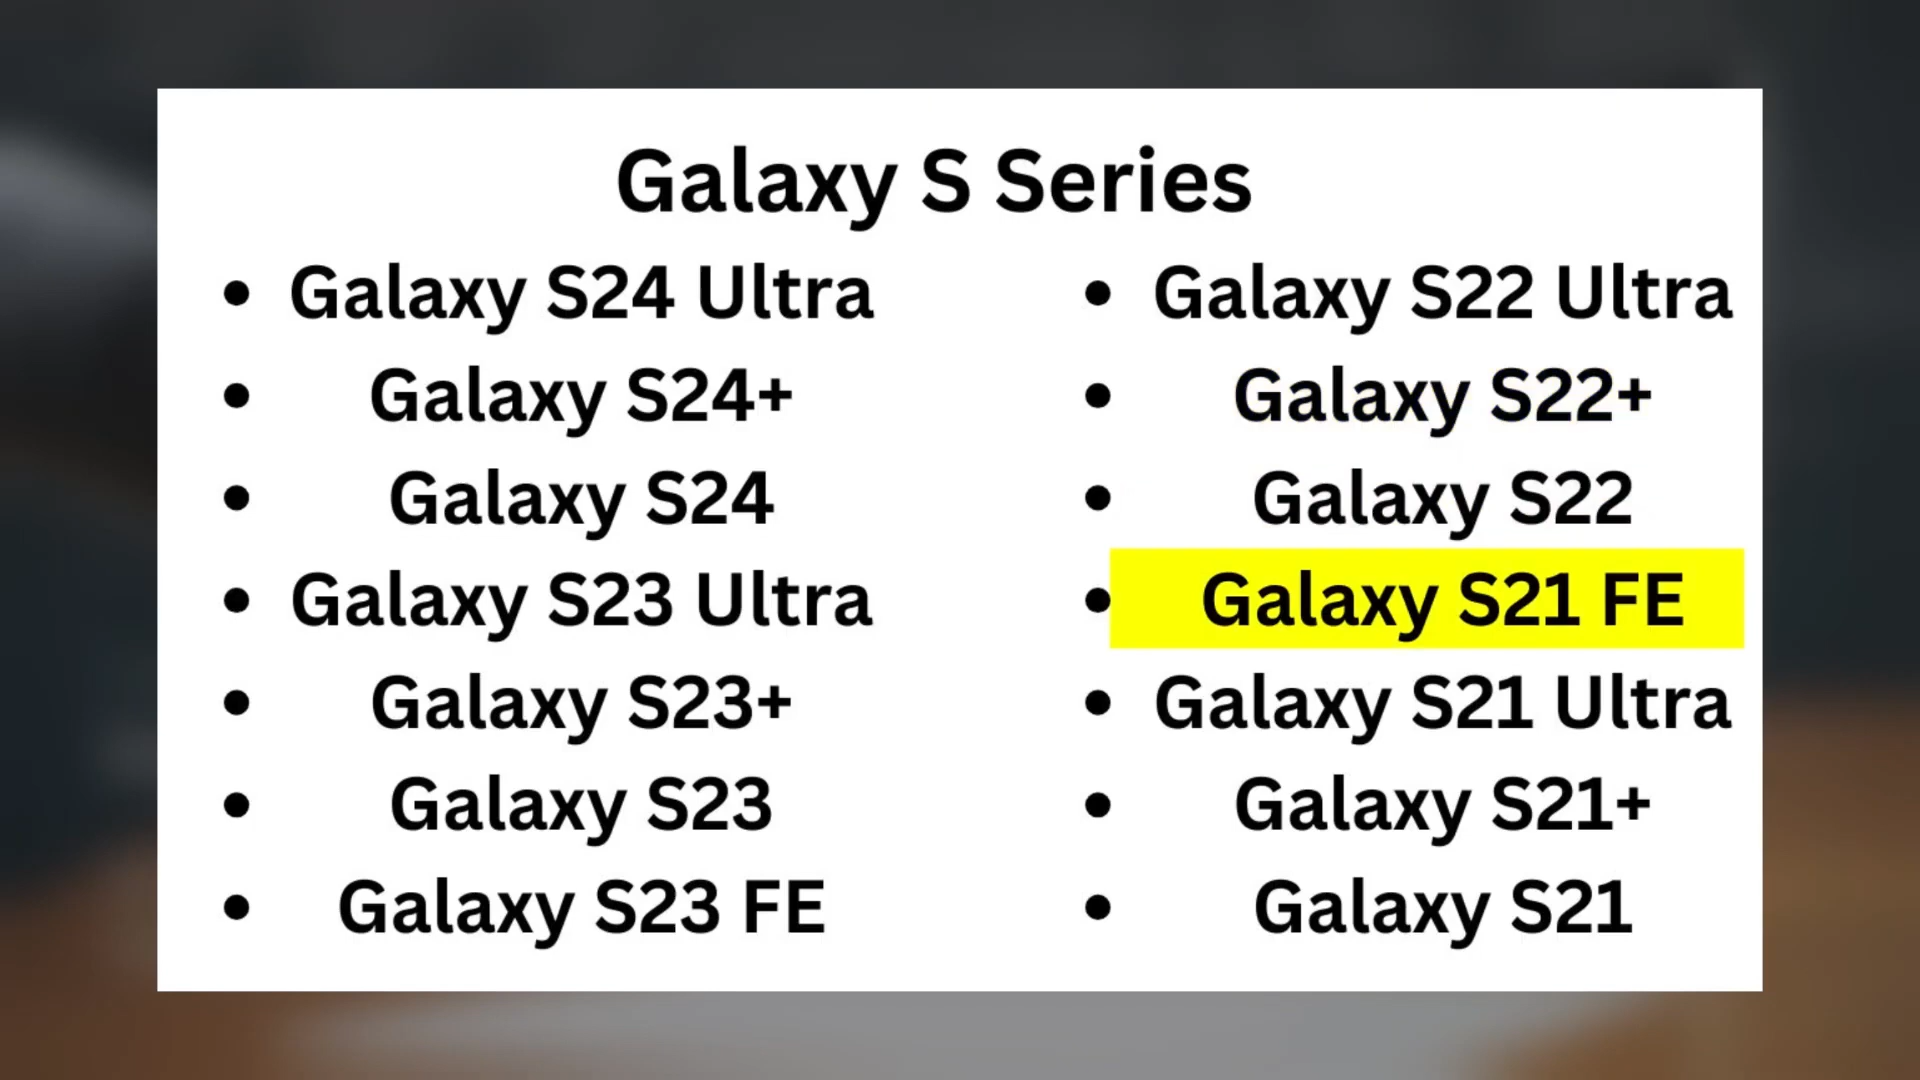 Galaxy S Series
• Galaxy S24 Ultra
• Galaxy S24+
• Galaxy S24
• Galaxy S23 Ultra
• Galaxy S23+
• Galaxy S23
• Galaxy S23 FE
• Galaxy S22 Ultra
• Galaxy S22+
• Galaxy S22
• Galaxy S21 FE
• Galaxy S21 Ultra
• Galaxy S21+
• Galaxy S21